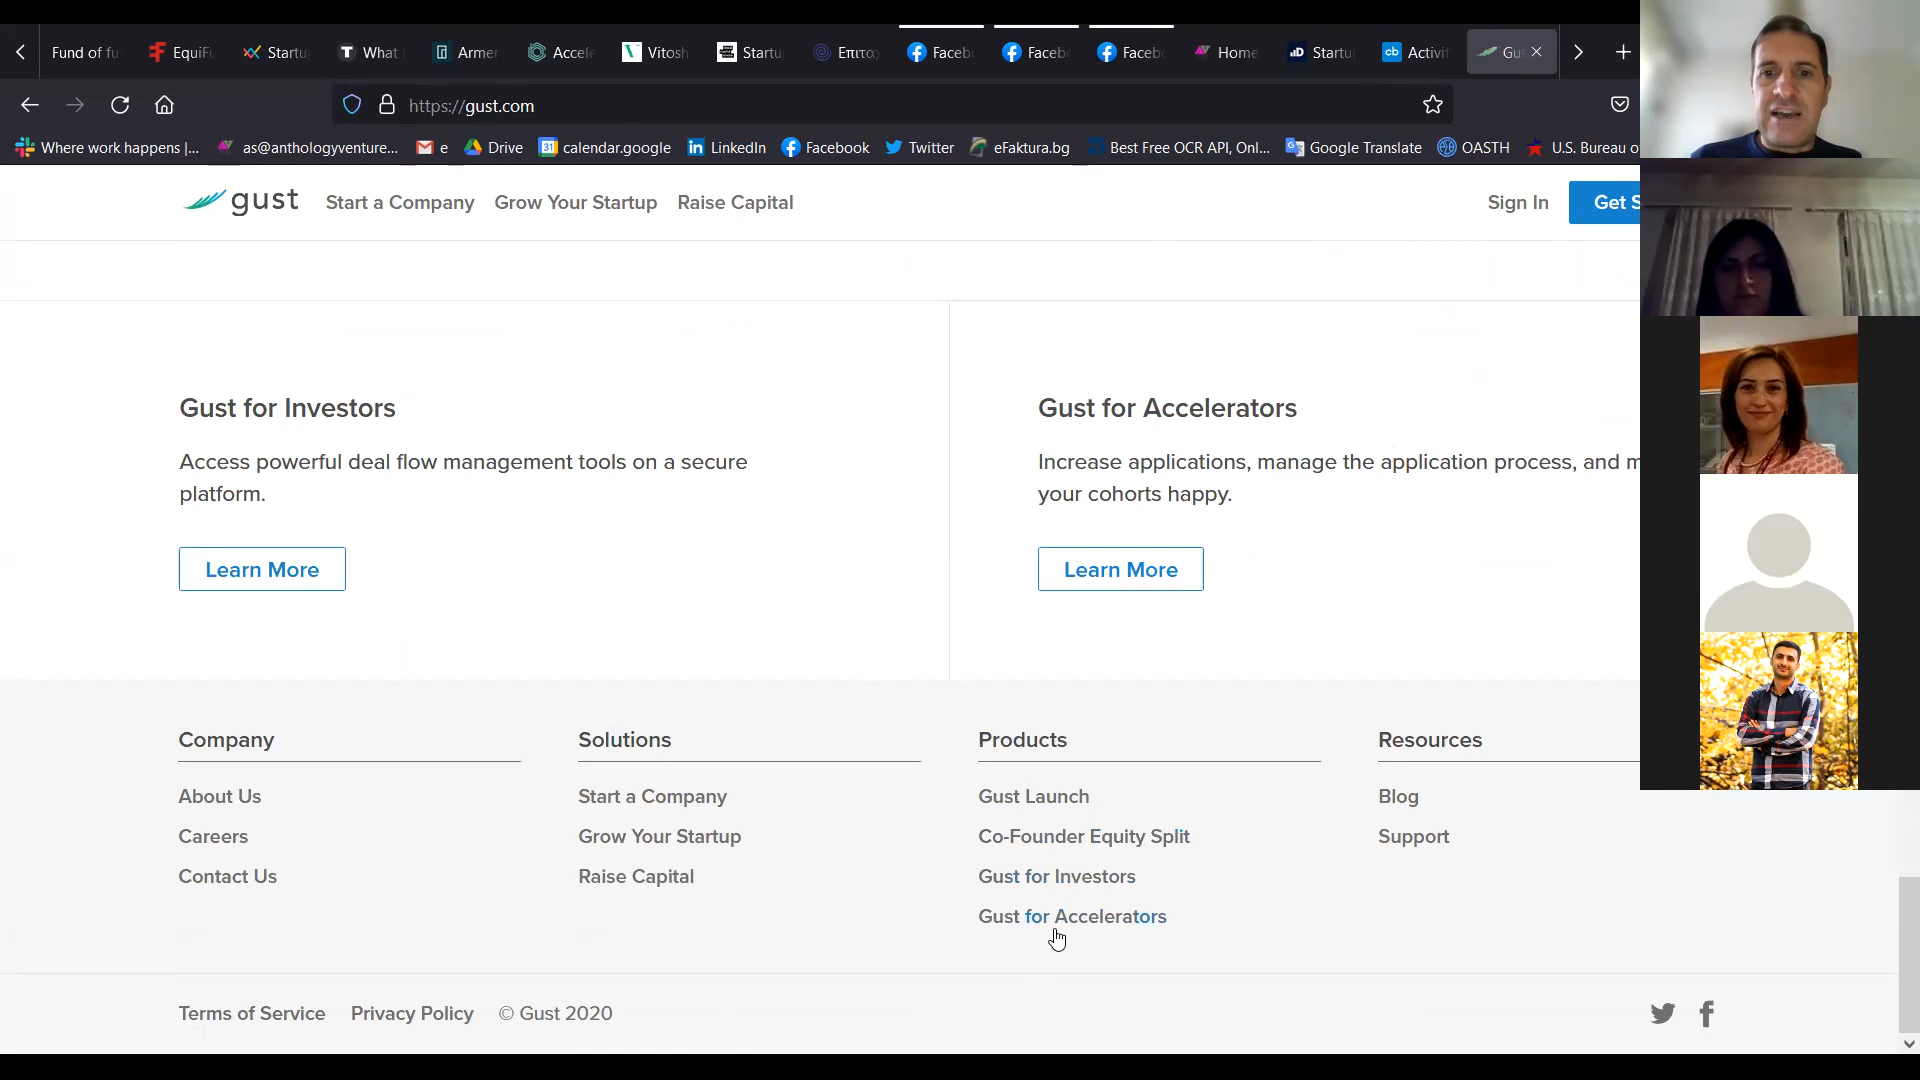 Fund of fu
EquiFu
Startu
What
Armer
Accele
Vitosh
Startu
Επιταχ
Faceb
Faceb
Faceb
Home
Startu
Activit
Gu
https://gust.com
Where work happens |...
as@anthologyventure...
e
Drive
calendar.google
LinkedIn
Facebook
Twitter
eFaktura.bg
Best Free OCR API, Onl...
Google Translate
OASTH
U.S. Bureau o
gust
Start a Company
Grow Your Startup
Raise Capital
Sign In
Get S
Gust for Investors
Access powerful deal flow management tools on a secure
platform.
Learn More
Gust for Accelerators
Increase applications, manage the application process, and m
your cohorts happy.
Learn More
Company
About Us
Careers
Contact Us
Solutions
Start a Company
Grow Your Startup
Raise Capital
Products
Gust Launch
Co-Founder Equity Split
Gust for Investors
Gust for Accelerators
Resources
Blog
Support
Terms of Service
Privacy Policy
© Gust 2020